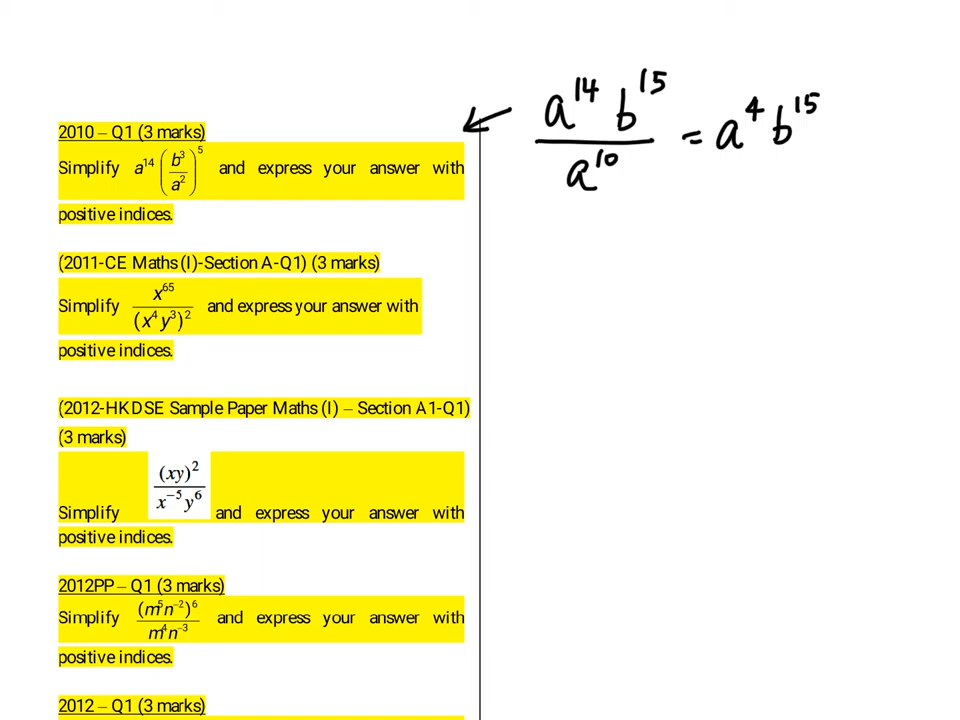 2010 – Q1 (3 marks)
Simplify a^14 (b^3/a^2)^5 and express your answer with
positive indices.
(2011-CE Maths (I)-Section A-Q1) (3 marks)
Simplify x^65/(x^4 y^3)^2 and express your answer with
positive indices.
(2012-HKDSE Sample Paper Maths (I) – Section A1-Q1)
(3 marks)
Simplify (xy)^2/x^−5 y^6 and express your answer with
positive indices.
2012PP – Q1 (3 marks)
Simplify (m^5 n^−2)^6/m^4 n^−3 and express your answer with
positive indices.
2012 – Q1 (3 marks)
a^14 b^15/a^10 = a^4 b^15